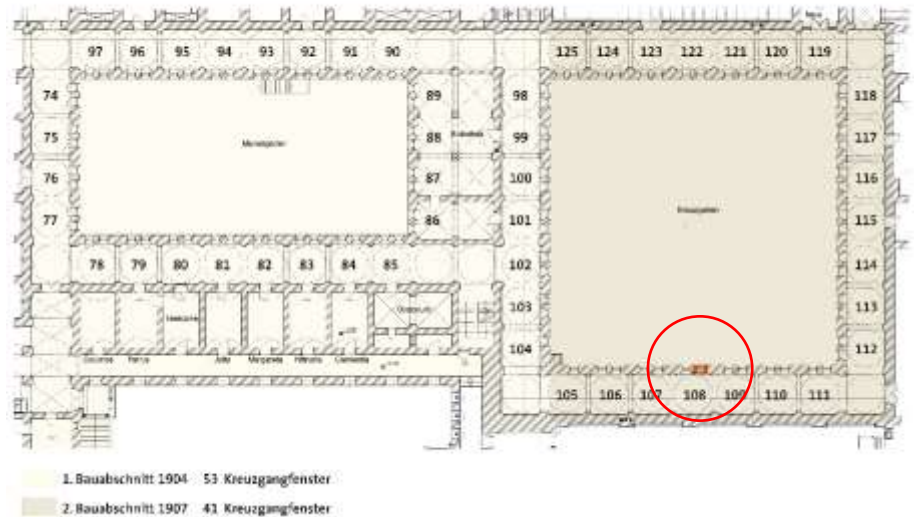 97 96 95 94 93 92 91 90 125 124 123 122 121 120 119
74 89 98 118
75 88 99 117
76 87 100 116
77 86 101 115
78 79 80 81 82 83 84 85 102 114
103 113
104 112
105 106 107 108 109 110 111
1. Bauabschnitt 1904 53 Kreuzgangfenster
2. Bauabschnitt 1907 41 Kreuzgangfenster